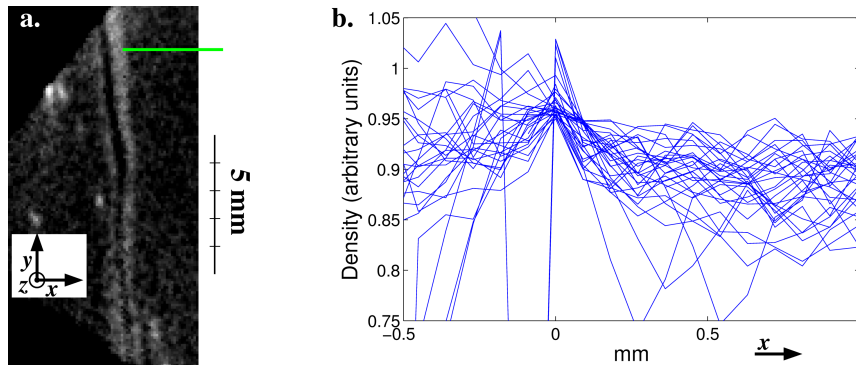 a.
5 mm
y
z x
b.
1.05
1
0.95
0.9
0.85
0.8
0.75
−0.5
0
0.5
Density (arbitrary units)
mm
x